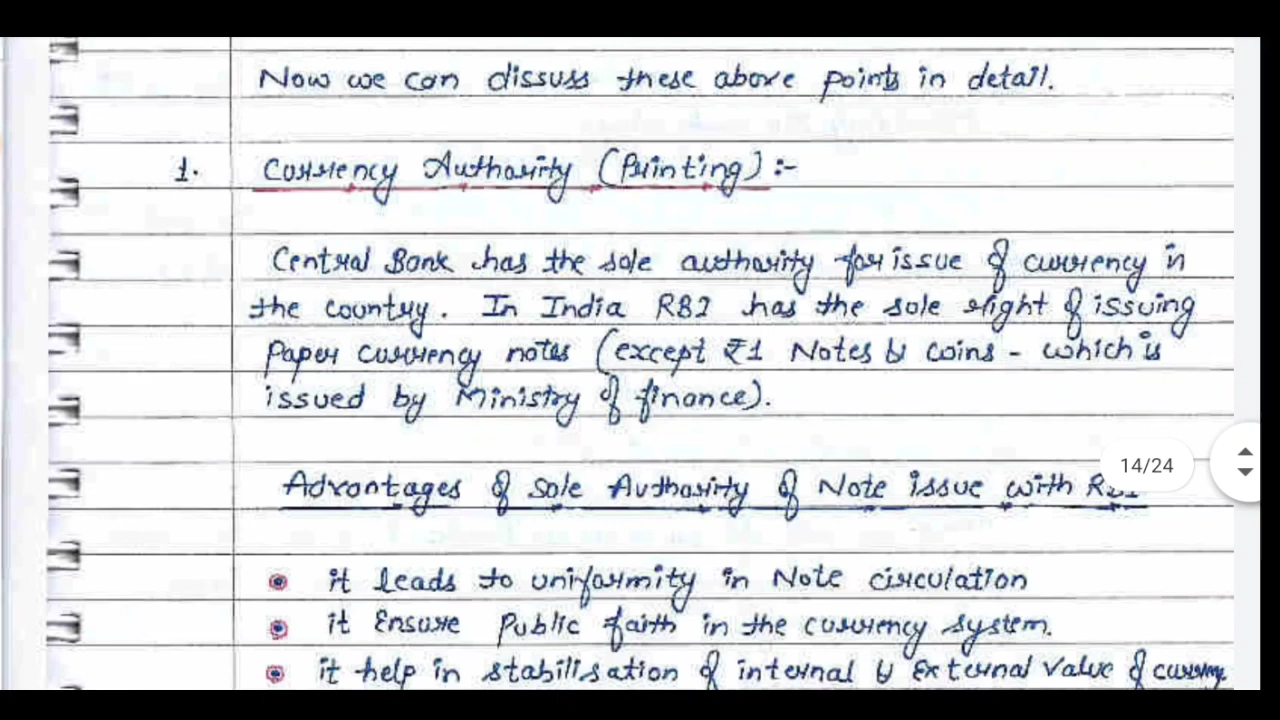 Now we can dissuss these above points in detail.
1. Currency Authority (Printing) :-
Central Bank has the sole authority for issue of currency in
the country. In India RBI has the sole right of issuing
Paper currency notes (except ₹1 Notes & coins - which is
issued by Ministry of finance).
14/24
Advantages of Sole Authority of Note issue with RBI
it leads to uniformity in Note circulation
it Ensure Public faith in the currency system.
it help in stabilisation of internal & External Value of currency